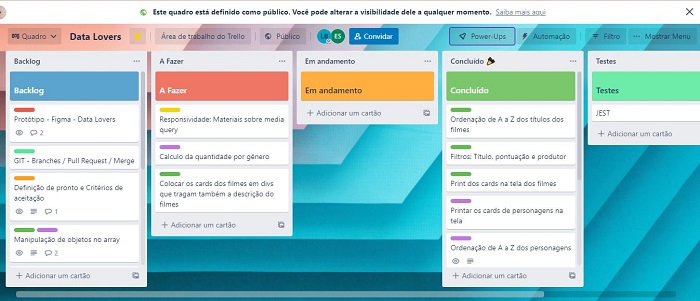 Este quadro está definido como público. Você pode alterar a visibilidade dele a qualquer momento. Saiba mais aqui
Quadro
Data Lovers
Área de trabalho do Trello
Público
ES
Convidar
Power-Ups
Automação
Filtro
Mostrar Menu
Backlog
Backlog
Protótipo - Figma - Data Lovers
2
GIT - Branches / Pull Request / Merge
Definição de pronto e Critérios de
aceitação
1
Manipulação de objetos no array
2
Adicionar um cartão
A Fazer
A Fazer
Responsividade: Materiais sobre media
query
Calculo da quantidade por gênero
Colocar os cards dos filmes em divs
que tragam também a descrição do
filmes
Adicionar um cartão
Em andamento
Em andamento
Adicionar um cartão
Concluído
Concluído
Ordenação de A a Z dos títulos dos
filmes
Filtros: Título, pontuação e produtor
Print dos cards na tela dos filmes
Printar os cards de personagens na
tela
Ordenação de A a Z dos personagens
Adicionar um cartão
Testes
Testes
JEST
Adicionar um cartão